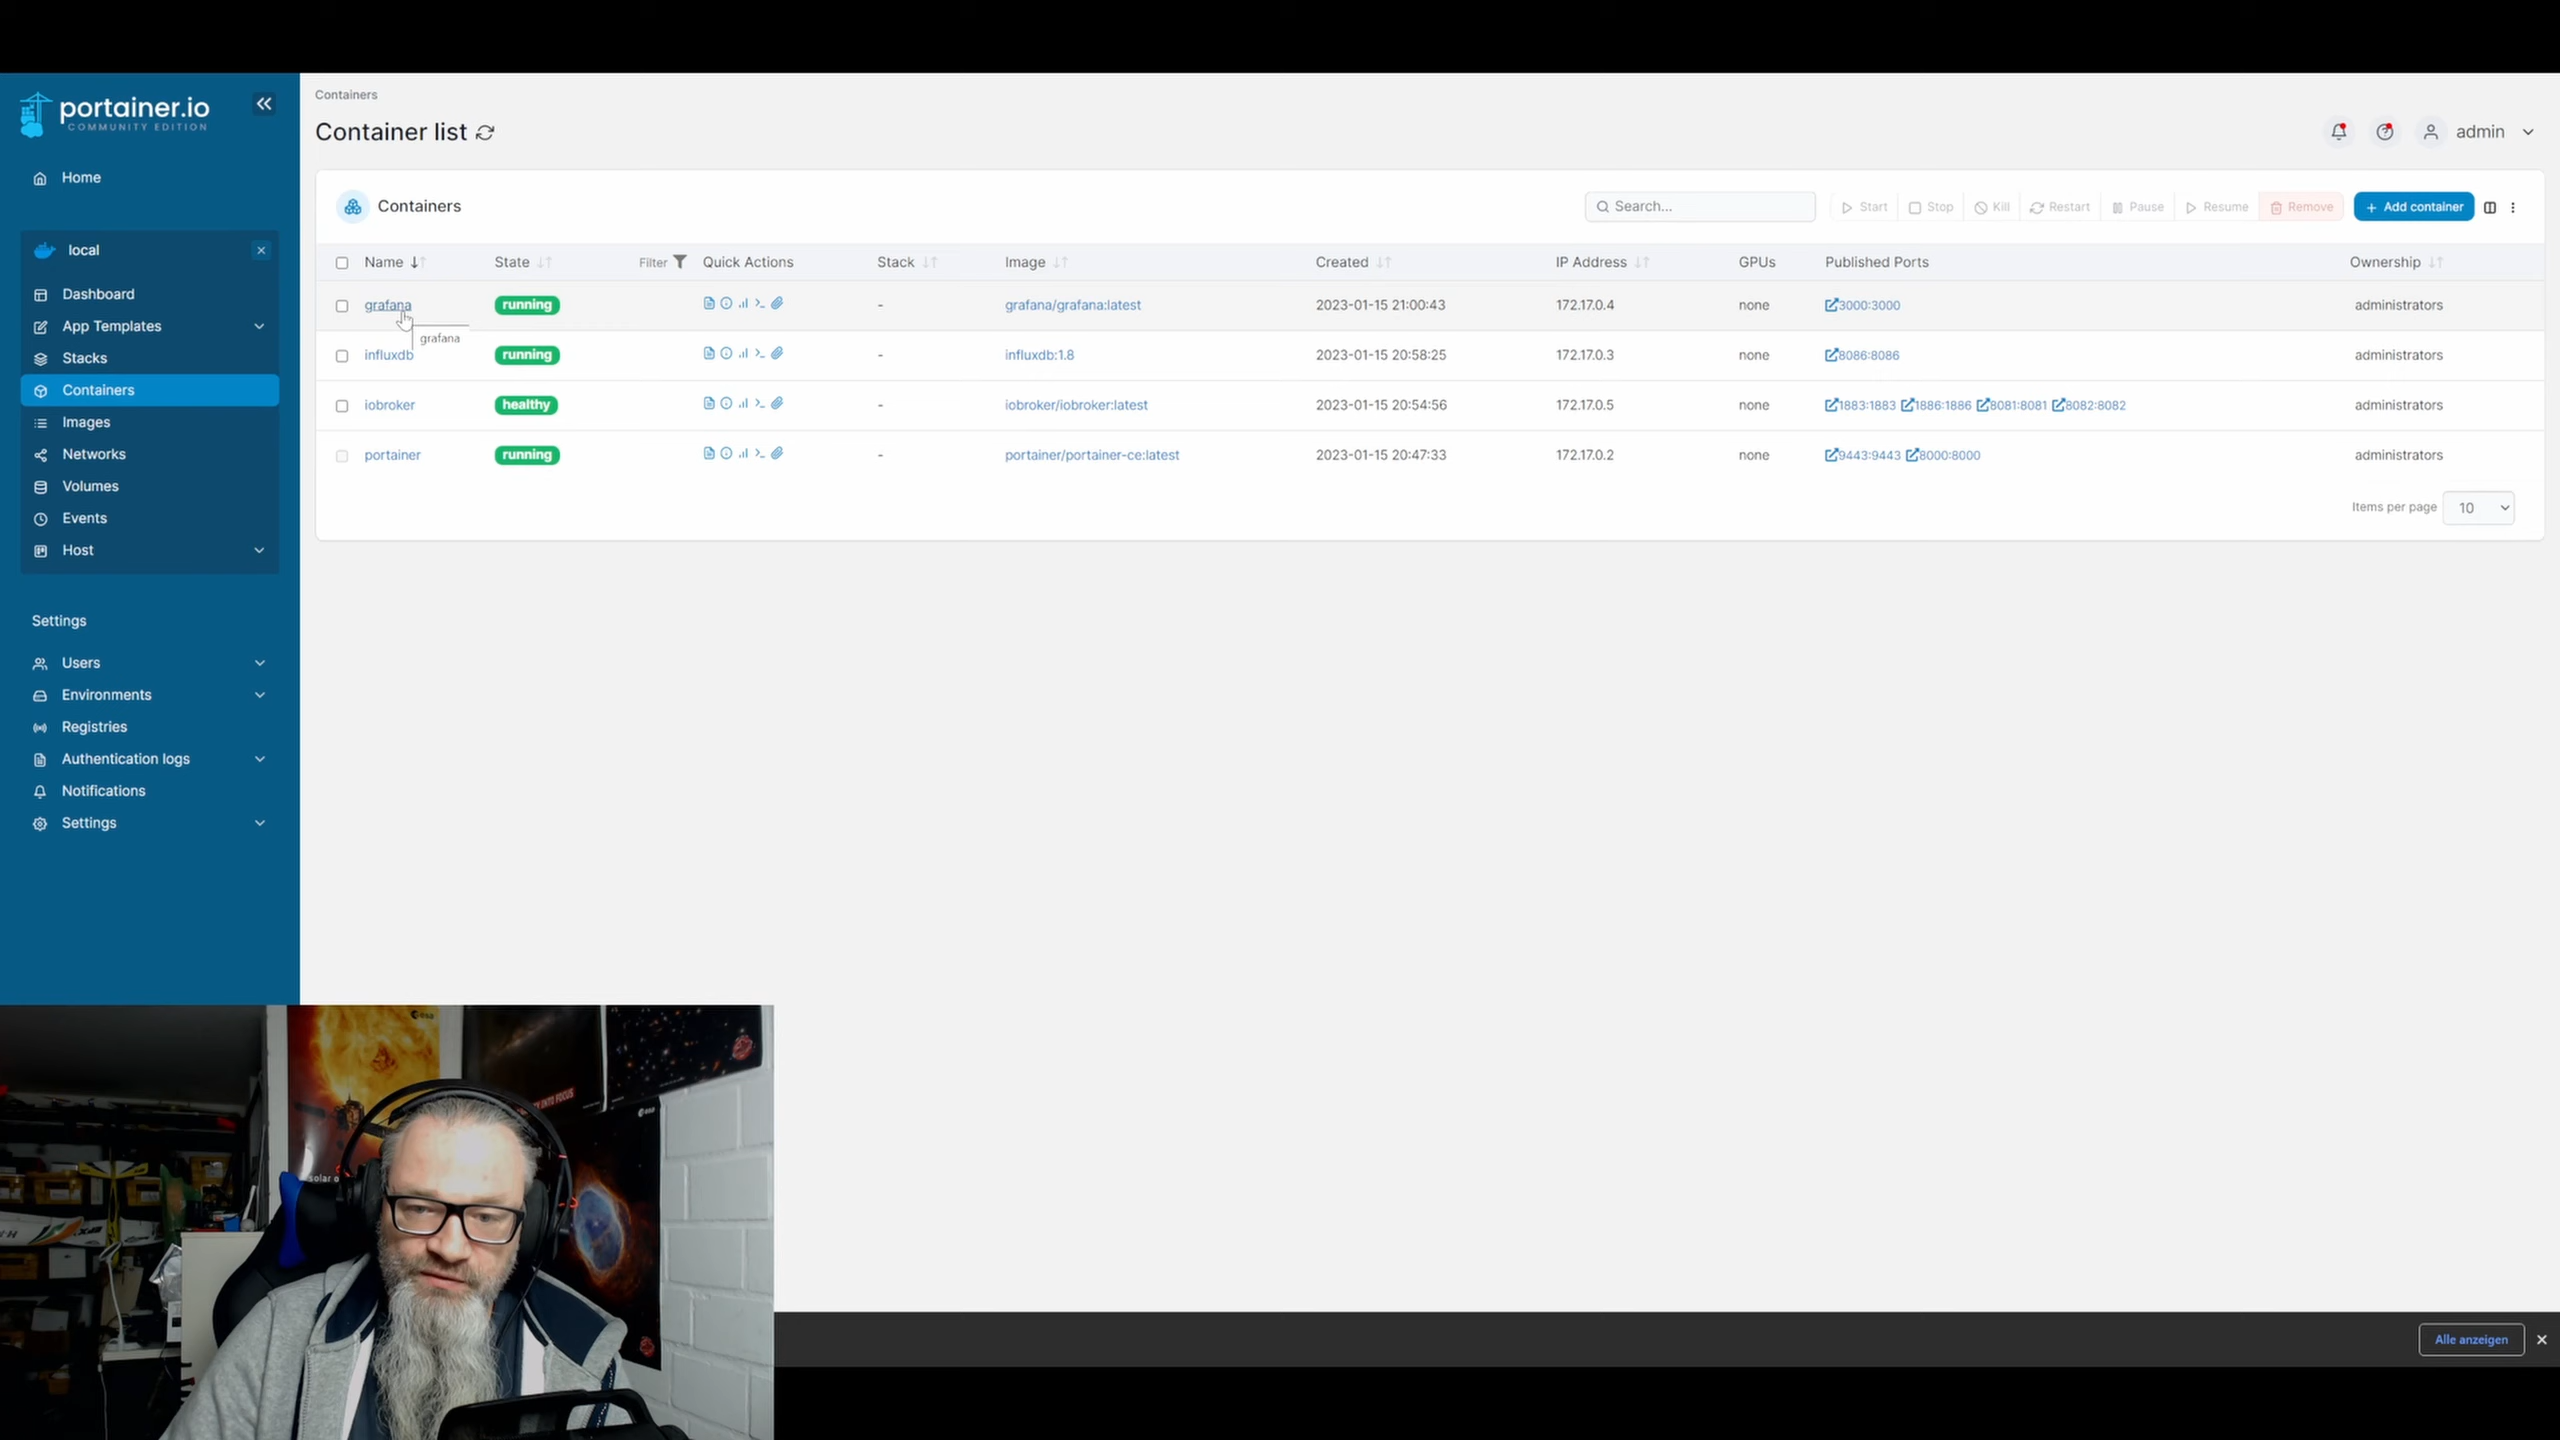 portainer.io
COMMUNITY EDITION
Home
local
Dashboard
App Templates
Stacks
Containers
Images
Networks
Volumes
Events
Host
Settings
Users
Environments
Registries
Authentication logs
Notifications
Settings
Containers
Container list
admin
Containers
Search... Start Stop Kill Restart Pause Resume Remove + Add container
Name State Filter Quick Actions Stack Image Created IP Address GPUs Published Ports Ownership
grafana running - grafana/grafana:latest 2023-01-15 21:00:43 172.17.0.4 none 3000:3000 administrators
grafana
influxdb running - influxdb:1.8 2023-01-15 20:58:25 172.17.0.3 none 8086:8086 administrators
iobroker healthy - iobroker/iobroker:latest 2023-01-15 20:54:56 172.17.0.5 none 1883:1883 1886:1886 8081:8081 8082:8082 administrators
portainer running - portainer/portainer-ce:latest 2023-01-15 20:47:33 172.17.0.2 none 9443:9443 8000:8000 administrators
Items per page 10
esa
INTO FOCUS
esa
solar o
Alle anzeigen